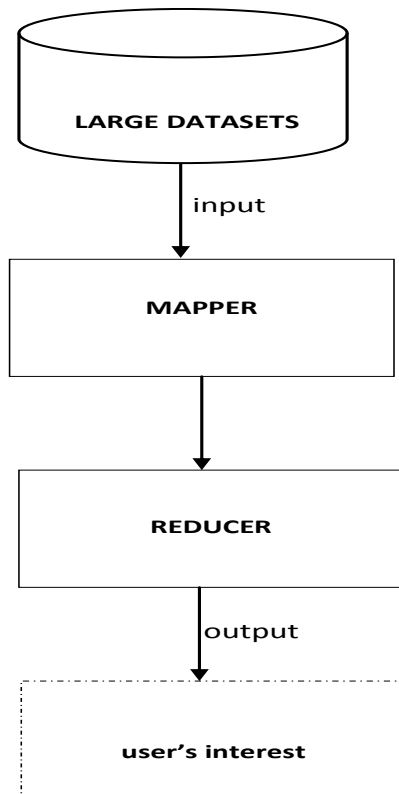 LARGE DATASETS
input
MAPPER
REDUCER
output
user's interest